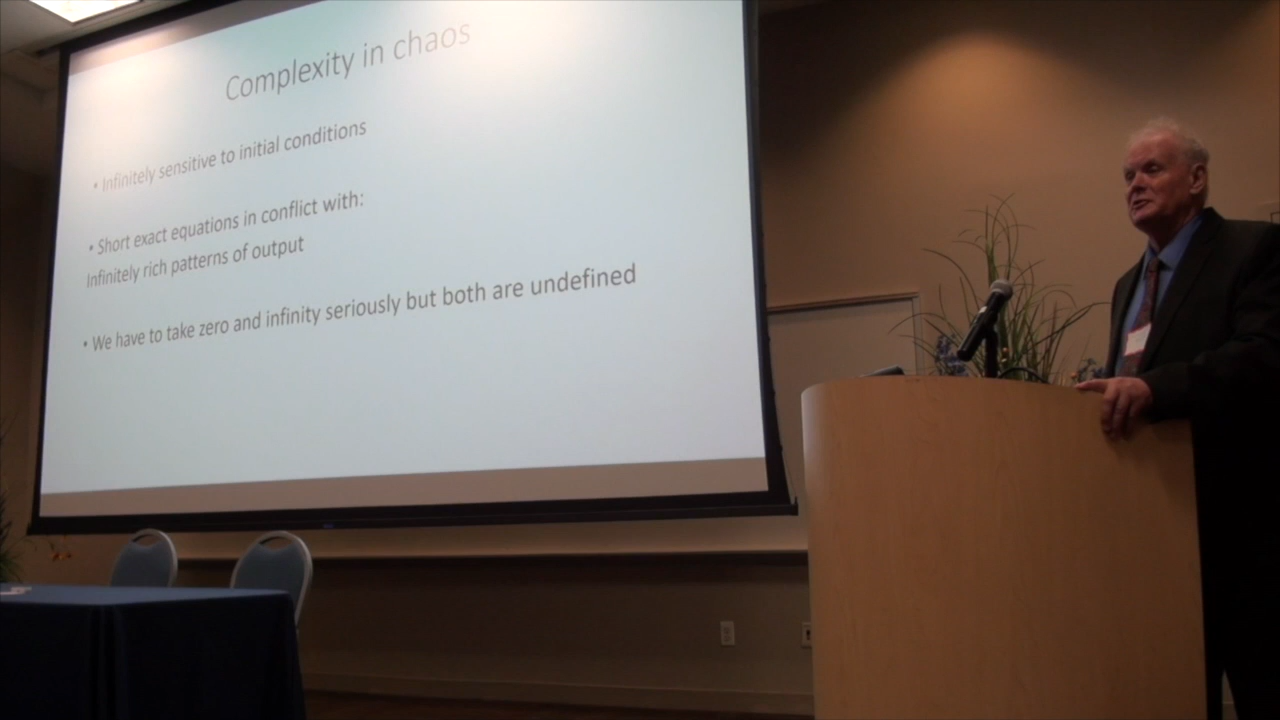 Complexity in chaos
• Infinitely sensitive to initial conditions
• Short exact equations in conflict with:
Infinitely rich patterns of output
• We have to take zero and infinity seriously but both are undefined